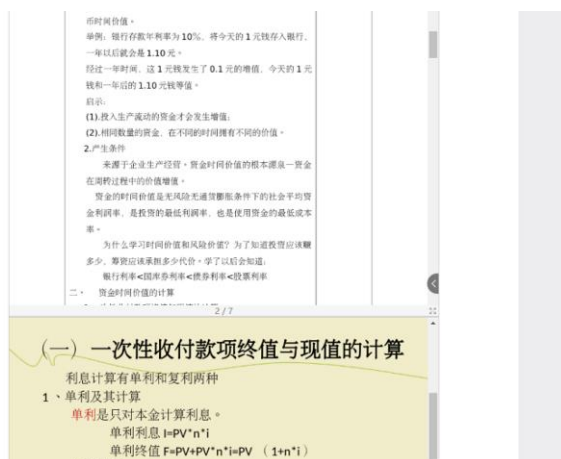 币时间价值。
举例：银行存款年利率为10%，将今天的1元钱存入银行，
一年以后就会是1.10元。
经过一年时间，这1元钱发生了0.1元的增值，今天的1元
钱和一年后的1.10元钱等值。
启示：
(1).投入生产流动的资金才会发生增值；
(2).相同数量的资金，在不同的时间拥有不同的价值。
2.产生条件
来源于企业生产经营。资金时间价值的根本源泉—资金
在周转过程中的价值增值。
资金的时间价值是无风险无通货膨胀条件下的社会平均资
金利润率，是投资的最低利润率，也是使用资金的最低成本
率。
为什么学习时间价值和风险价值？为了知道投资应该赚
多少，筹资应该承担多少代价。学了以后会知道：
银行利率<国库券利率<债券利率<股票利率
二、 资金时间价值的计算
2/7
（一）一次性收付款项终值与现值的计算
利息计算有单利和复利两种
1、单利及其计算
单利是只对本金计算利息。
单利利息 I=PV*n*i
单利终值 F=PV+PV*n*i=PV （1+n*i）